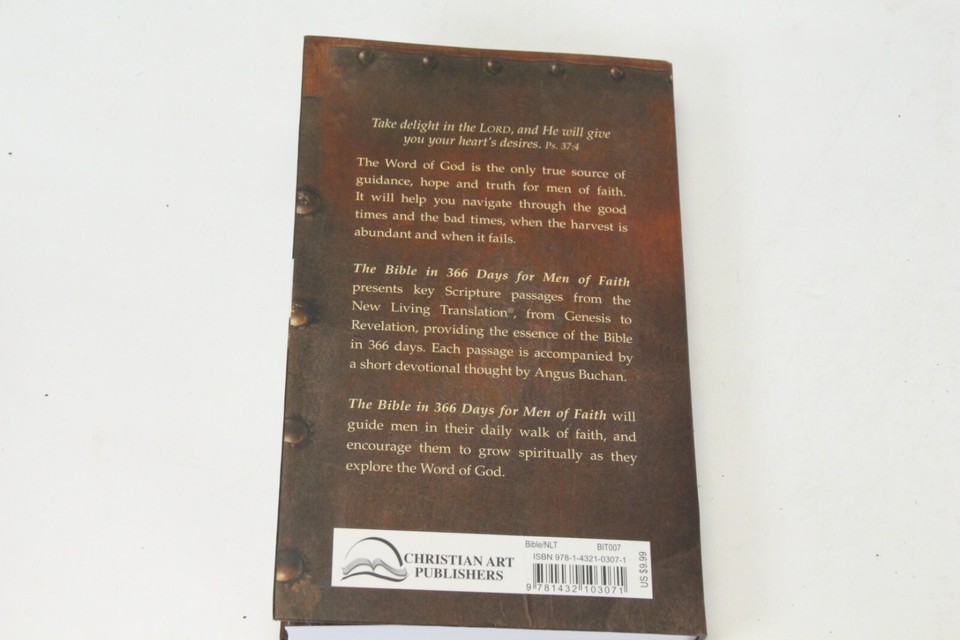 Take delight in the LORD, and He will give
you your heart's desires. Ps. 37:4
The Word of God is the only true source of
guidance, hope and truth for men of faith.
It will help you navigate through the good
times and the bad times, when the harvest is
abundant and when it fails.
The Bible in 366 Days for Men of Faith
presents key Scripture passages from the
New Living Translation®, from Genesis to
Revelation, providing the essence of the Bible
in 366 days. Each passage is accompanied by
a short devotional thought by Angus Buchan.
The Bible in 366 Days for Men of Faith will
guide men in their daily walk of faith, and
encourage them to grow spiritually as they
explore the Word of God.
CHRISTIAN ART
PUBLISHERS
Bible/NLT BIT007
ISBN 978-1-4321-0307-1
9 781432 103071
US $9.99